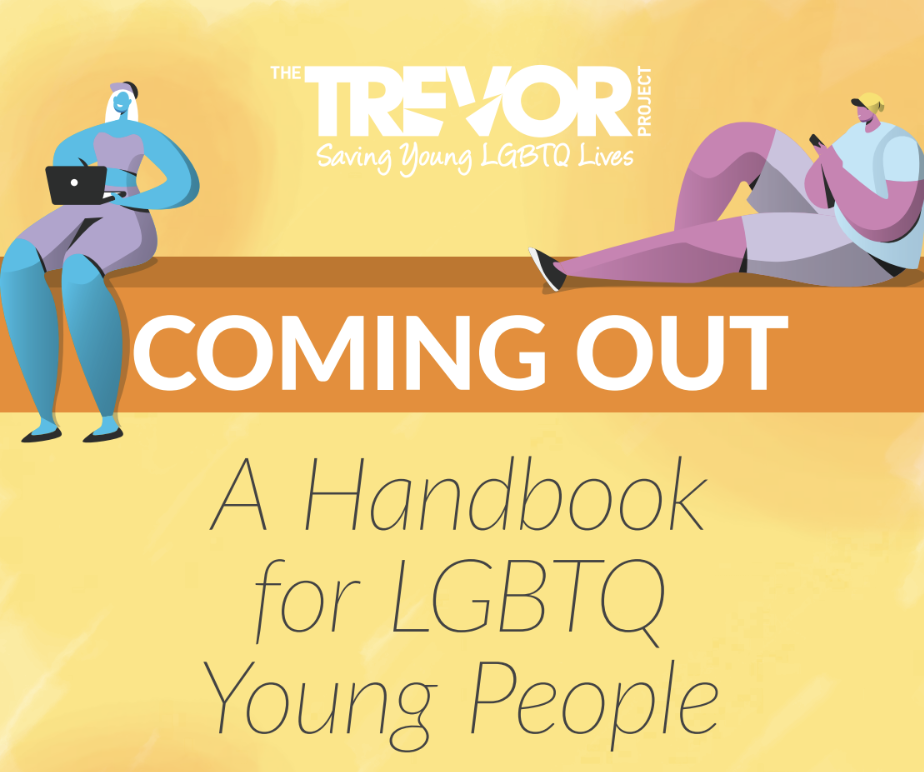 THE TREVOR PROJECT
Saving Young LGBTQ Lives
COMING OUT
A Handbook
for LGBTQ
Young People